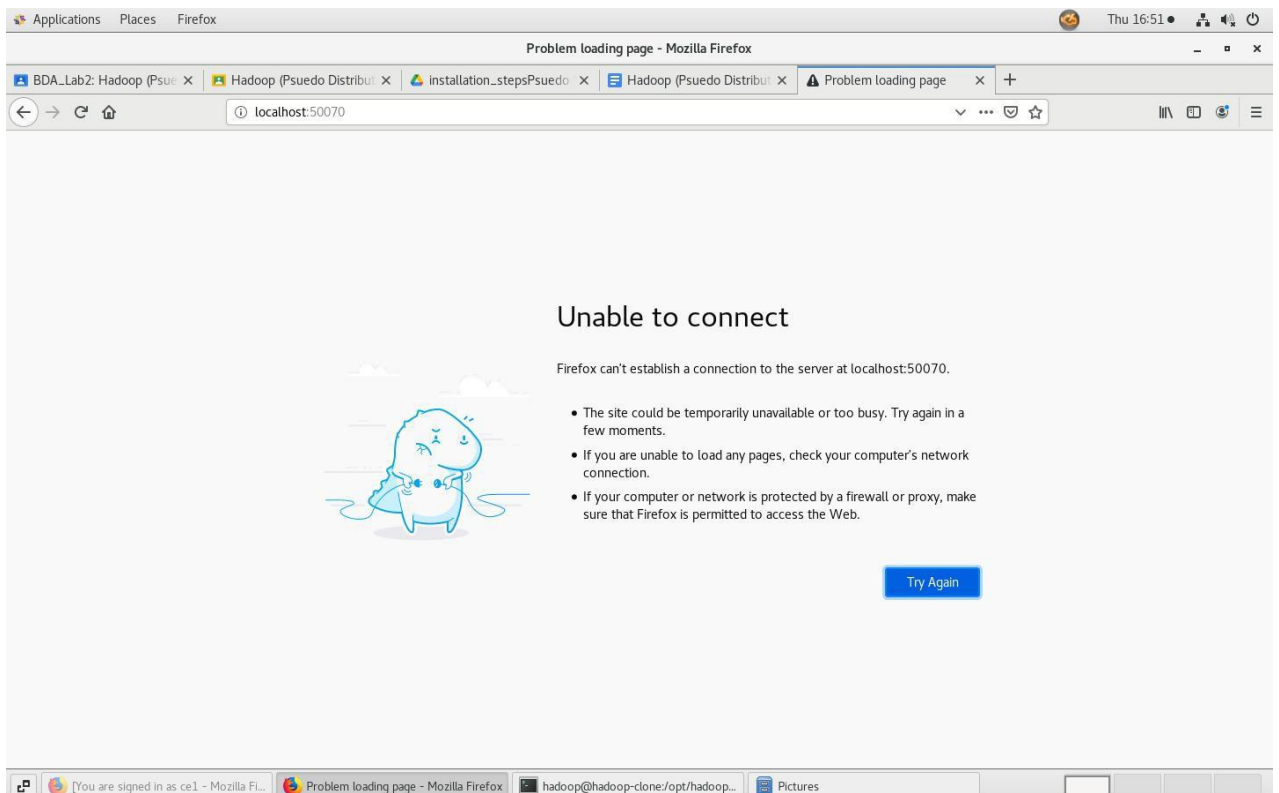 Applications Places Firefox Thu 16:51
Problem loading page - Mozilla Firefox
BDA_Lab2: Hadoop (Psue Hadoop (Psuedo Distribut installation_stepsPsuedo Hadoop (Psuedo Distribut Problem loading page
localhost:50070
Unable to connect
Firefox can't establish a connection to the server at localhost:50070.
The site could be temporarily unavailable or too busy. Try again in a
few moments.
If you are unable to load any pages, check your computer's network
connection.
If your computer or network is protected by a firewall or proxy, make
sure that Firefox is permitted to access the Web.
Try Again
[You are signed in as ce1 - Mozilla Fi... Problem loading page - Mozilla Firefox hadoop@hadoop-clone:/opt/hadoop... Pictures